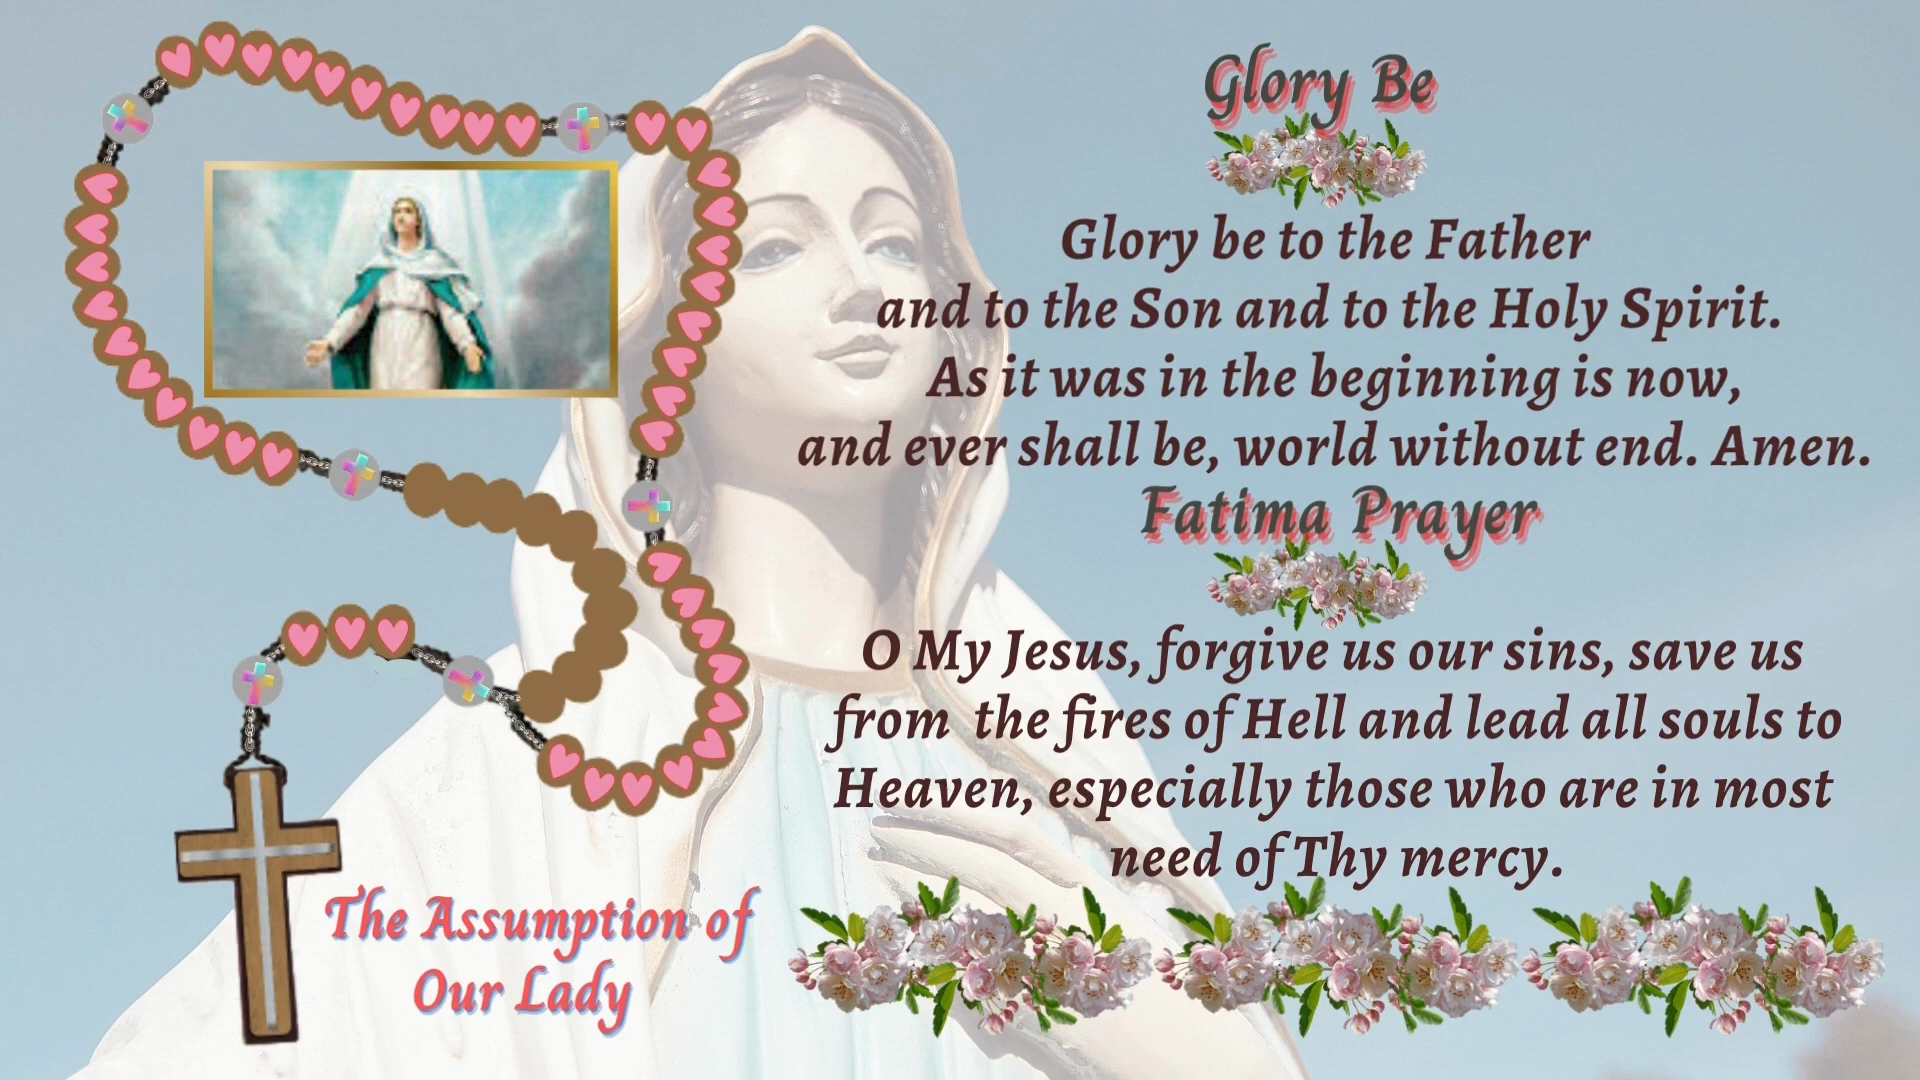 Glory Be
Glory be to the Father
and to the Son and to the Holy Spirit.
As it was in the beginning is now,
and ever shall be, world without end. Amen.
Fatima Prayer
O My Jesus, forgive us our sins, save us
from the fires of Hell and lead all souls to
Heaven, especially those who are in most
need of Thy mercy.
The Assumption of
Our Lady